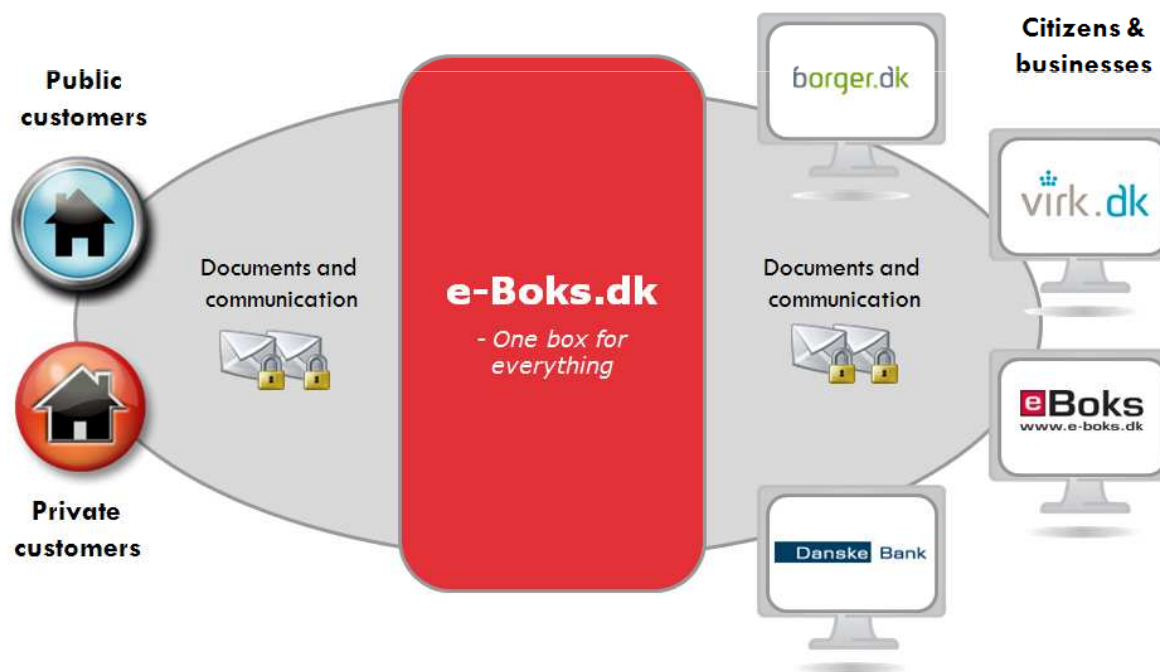 Public
customers
Documents and
communication
Private
customers
e-Boks.dk
- One box for
everything
Documents and
communication
Citizens &
businesses
borger.dk
virk.dk
eBoks
www.e-boks.dk
Danske Bank